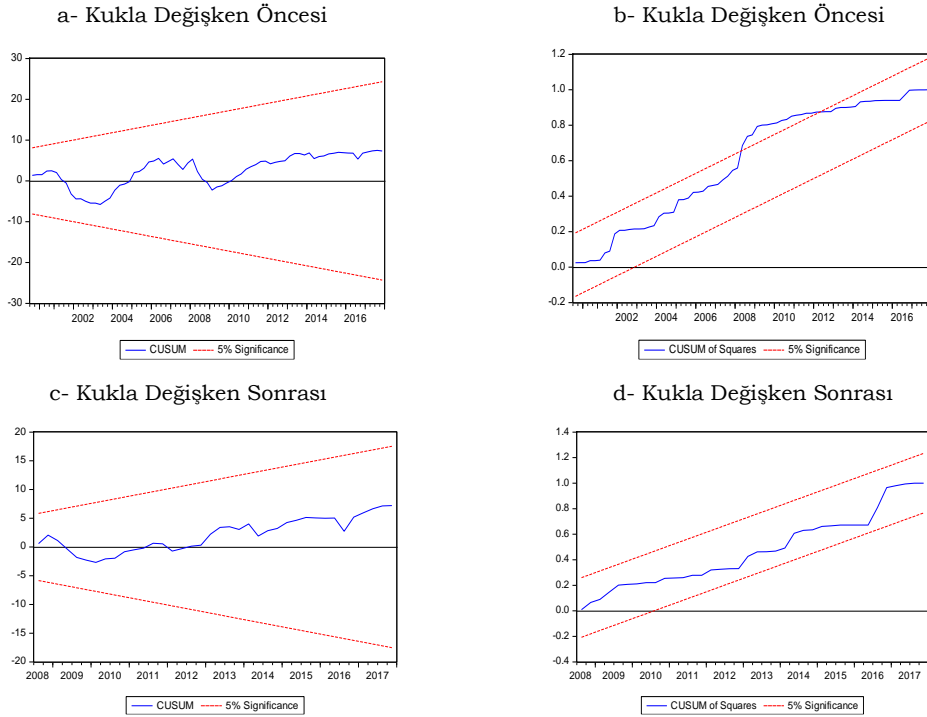 a- Kukla Değişken Öncesi
30
20
10
0
-10
-20
-30
2002 2004 2006 2008 2010 2012 2014 2016
CUSUM 5% Significance
b- Kukla Değişken Öncesi
1.2
1.0
0.8
0.6
0.4
0.2
0.0
-0.2
2002 2004 2006 2008 2010 2012 2014 2016
CUSUM of Squares 5% Significance
c- Kukla Değişken Sonrası
20
15
10
5
0
-5
-10
-15
-20
2008 2009 2010 2011 2012 2013 2014 2015 2016 2017
CUSUM 5% Significance
d- Kukla Değişken Sonrası
1.4
1.2
1.0
0.8
0.6
0.4
0.2
0.0
-0.2
-0.4
2008 2009 2010 2011 2012 2013 2014 2015 2016 2017
CUSUM of Squares 5% Significance